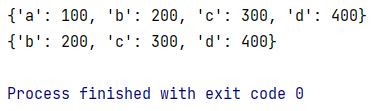 {'a': 100, 'b': 200, 'c': 300, 'd': 400}
{'b': 200, 'c': 300, 'd': 400}
Process finished with exit code 0